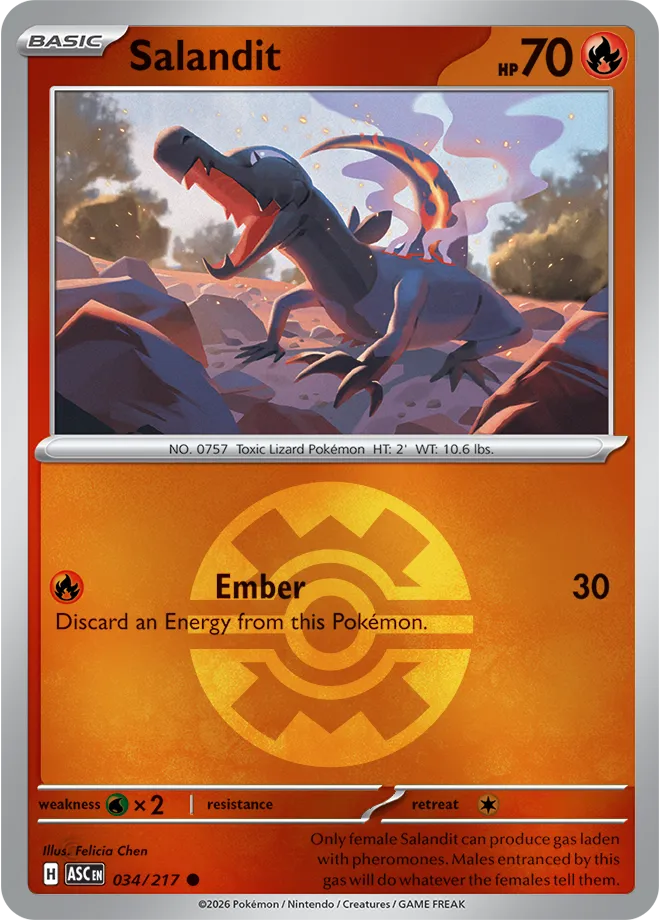 BASIC
Salandit
HP 70
NO. 0757 Toxic Lizard Pokémon HT: 2' WT: 10.6 lbs.
Ember 30
Discard an Energy from this Pokémon.
weakness ×2 resistance retreat
Illus. Felicia Chen
Only female Salandit can produce gas laden
with pheromones. Males entranced by this
gas will do whatever the females tell them.
H ASC EN 034/217
©2026 Pokémon / Nintendo / Creatures / GAME FREAK